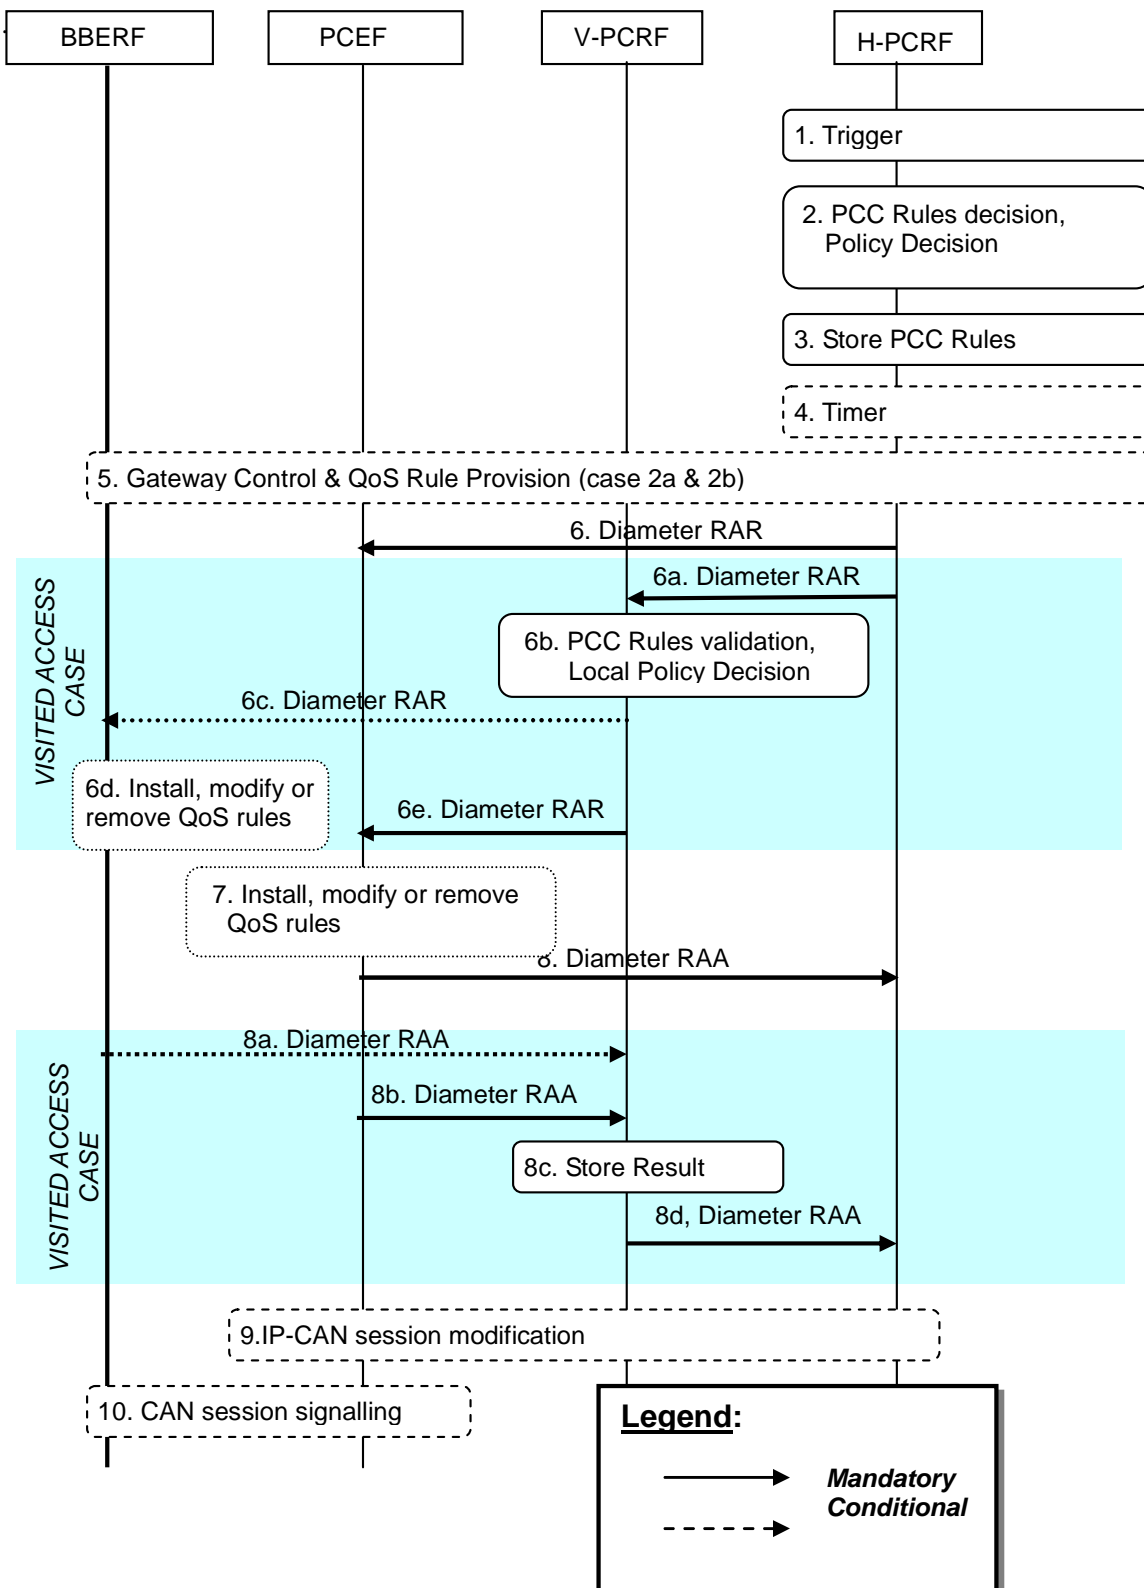 BBERF
PCEF
V-PCRF
H-PCRF
1. Trigger
2. PCC Rules decision,
Policy Decision
3. Store PCC Rules
4. Timer
5. Gateway Control & QoS Rule Provision (case 2a & 2b)
6. Diameter RAR
6a. Diameter RAR
VISITED ACCESS
CASE
6b. PCC Rules validation,
Local Policy Decision
6c. Diameter RAR
6d. Install, modify or
remove QoS rules
6e. Diameter RAR
7. Install, modify or remove
QoS rules
8. Diameter RAA
8a. Diameter RAA
VISITED ACCESS
CASE
8b. Diameter RAA
8c. Store Result
8d, Diameter RAA
9.IP-CAN session modification
10. CAN session signalling
Legend:
Mandatory
Conditional